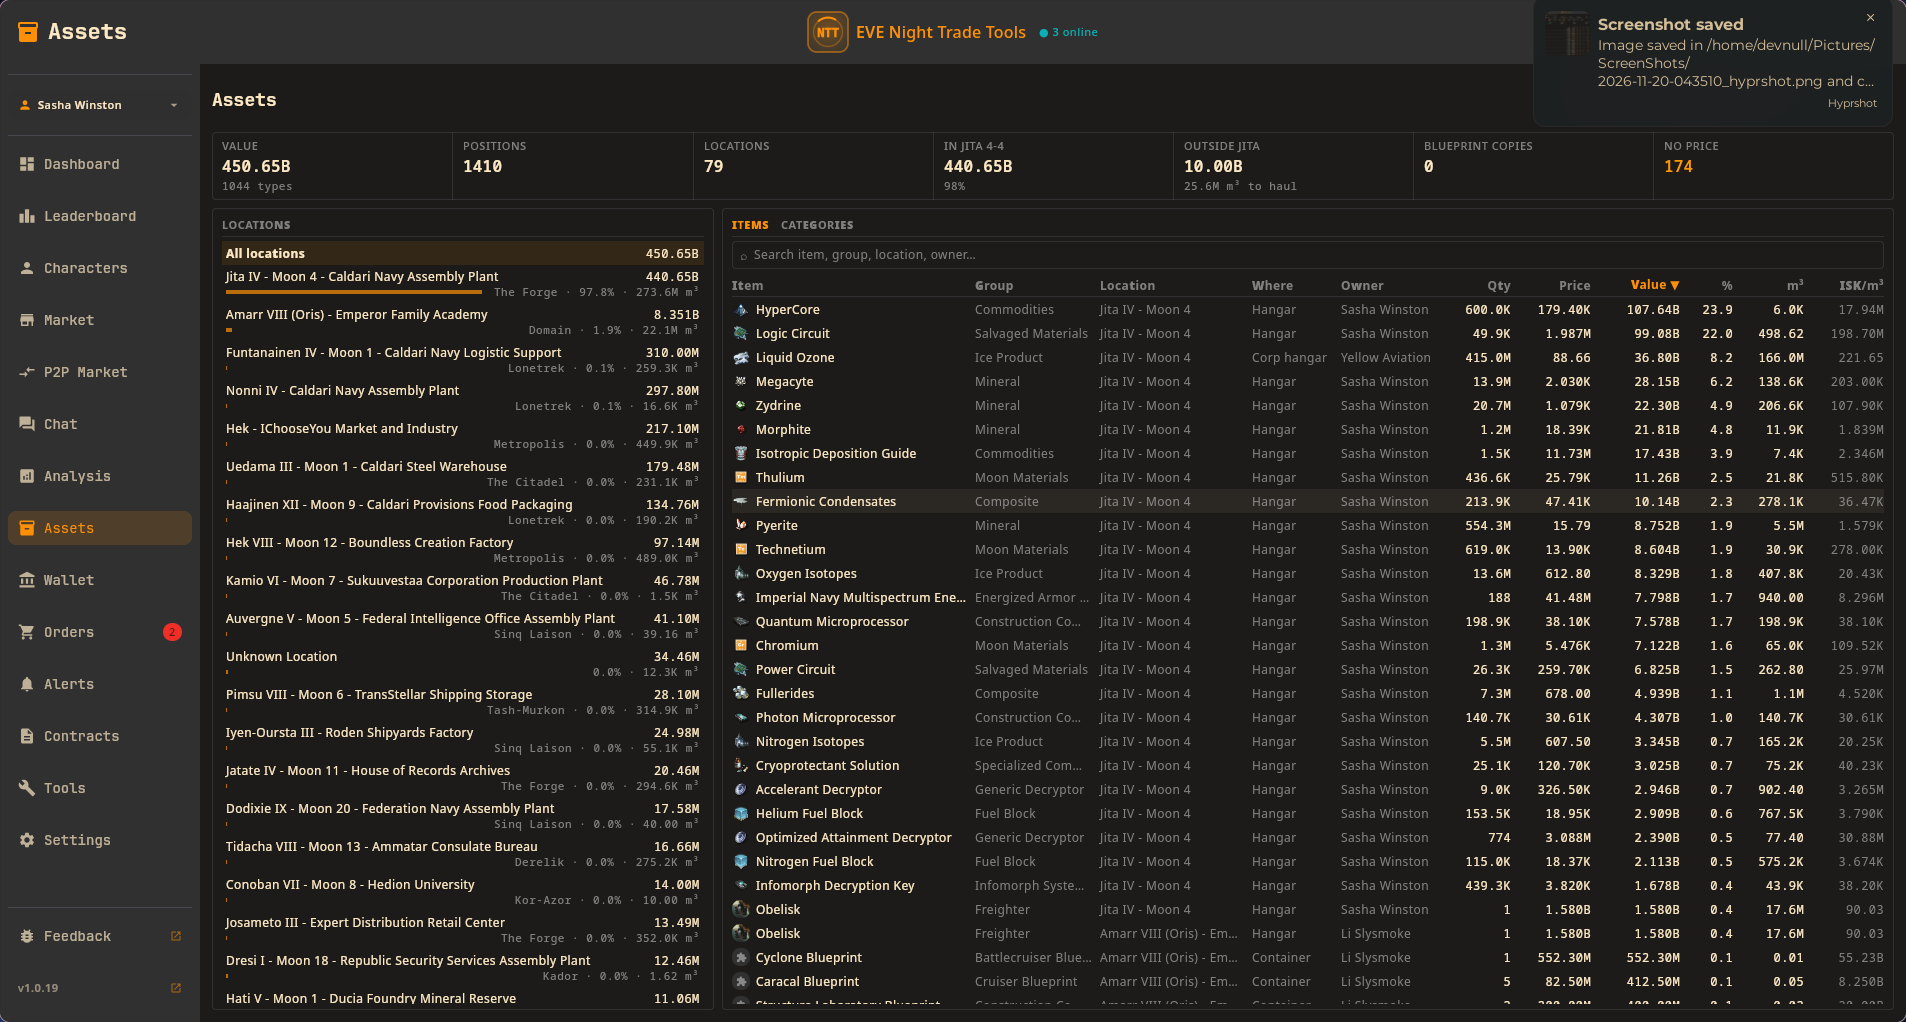 Assets
NTT EVE Night Trade Tools 3 online
Screenshot saved
Image saved in /home/devnull/Pictures/
ScreenShots/
2026-11-20-043510_hyprshot.png and c...
Hyprshot
Sasha Winston
Dashboard
Leaderboard
Characters
Market
P2P Market
Chat
Analysis
Assets
Wallet
Orders 2
Alerts
Contracts
Tools
Settings
Feedback
v1.0.19
Assets
VALUE
450.65B
1044 types
POSITIONS
1410
LOCATIONS
79
IN JITA 4-4
440.65B
98%
OUTSIDE JITA
10.00B
25.6M m³ to haul
BLUEPRINT COPIES
0
NO PRICE
174
LOCATIONS
All locations 450.65B
Jita IV - Moon 4 - Caldari Navy Assembly Plant 440.65B
The Forge · 97.8% · 273.6M m³
Amarr VIII (Oris) - Emperor Family Academy 8.351B
Domain · 1.9% · 22.1M m³
Funtanainen IV - Moon 1 - Caldari Navy Logistic Support 310.00M
Lonetrek · 0.1% · 259.3K m³
Nonni IV - Caldari Navy Assembly Plant 297.80M
Lonetrek · 0.1% · 16.6K m³
Hek - IChooseYou Market and Industry 217.10M
Metropolis · 0.0% · 449.9K m³
Uedama III - Moon 1 - Caldari Steel Warehouse 179.48M
The Citadel · 0.0% · 231.1K m³
Haajinen XII - Moon 9 - Caldari Provisions Food Packaging 134.76M
Lonetrek · 0.0% · 190.2K m³
Hek VIII - Moon 12 - Boundless Creation Factory 97.14M
Metropolis · 0.0% · 489.0K m³
Kamio VI - Moon 7 - Sukuuvestaa Corporation Production Plant 46.78M
The Citadel · 0.0% · 1.5K m³
Auvergne V - Moon 5 - Federal Intelligence Office Assembly Plant 41.10M
Sinq Laison · 0.0% · 39.16 m³
Unknown Location 34.46M
0.0% · 12.3K m³
Pimsu VIII - Moon 6 - TransStellar Shipping Storage 28.10M
Tash-Murkon · 0.0% · 314.9K m³
Iyen-Oursta III - Roden Shipyards Factory 24.98M
Sinq Laison · 0.0% · 55.1K m³
Jatate IV - Moon 11 - House of Records Archives 20.46M
The Forge · 0.0% · 294.6K m³
Dodixie IX - Moon 20 - Federation Navy Assembly Plant 17.58M
Sinq Laison · 0.0% · 40.00 m³
Tidacha VIII - Moon 13 - Ammatar Consulate Bureau 16.66M
Derelik · 0.0% · 275.2K m³
Conoban VII - Moon 8 - Hedion University 14.00M
Kor-Azor · 0.0% · 10.00 m³
Josameto III - Expert Distribution Retail Center 13.49M
The Forge · 0.0% · 352.0K m³
Dresi I - Moon 18 - Republic Security Services Assembly Plant 12.46M
Kador · 0.0% · 1.62 m³
Hati V - Moon 1 - Ducia Foundry Mineral Reserve 11.06M
ITEMS CATEGORIES
Search item, group, location, owner...
Item Group Location Where Owner Qty Price Value ▼ % m³ ISK/m³
HyperCore Commodities Jita IV - Moon 4 Hangar Sasha Winston 600.0K 179.40K 107.64B 23.9 6.0K 17.94M
Logic Circuit Salvaged Materials Jita IV - Moon 4 Hangar Sasha Winston 49.9K 1.987M 99.08B 22.0 498.62 198.70M
Liquid Ozone Ice Product Jita IV - Moon 4 Corp hangar Yellow Aviation 415.0M 88.66 36.80B 8.2 166.0M 221.65
Megacyte Mineral Jita IV - Moon 4 Hangar Sasha Winston 13.9M 2.030K 28.15B 6.2 138.6K 203.00K
Zydrine Mineral Jita IV - Moon 4 Hangar Sasha Winston 20.7M 1.079K 22.30B 4.9 206.6K 107.90K
Morphite Mineral Jita IV - Moon 4 Hangar Sasha Winston 1.2M 18.39K 21.81B 4.8 11.9K 1.839M
Isotropic Deposition Guide Commodities Jita IV - Moon 4 Hangar Sasha Winston 1.5K 11.73M 17.43B 3.9 7.4K 2.346M
Thulium Moon Materials Jita IV - Moon 4 Hangar Sasha Winston 436.6K 25.79K 11.26B 2.5 21.8K 515.80K
Fermionic Condensates Composite Jita IV - Moon 4 Hangar Sasha Winston 213.9K 47.41K 10.14B 2.3 278.1K 36.47K
Pyerite Mineral Jita IV - Moon 4 Hangar Sasha Winston 554.3M 15.79 8.752B 1.9 5.5M 1.579K
Technetium Moon Materials Jita IV - Moon 4 Hangar Sasha Winston 619.0K 13.90K 8.604B 1.9 30.9K 278.00K
Oxygen Isotopes Ice Product Jita IV - Moon 4 Hangar Sasha Winston 13.6M 612.80 8.329B 1.8 407.8K 20.43K
Imperial Navy Multispectrum Ene... Energized Armor ... Jita IV - Moon 4 Hangar Sasha Winston 188 41.48M 7.798B 1.7 940.00 8.296M
Quantum Microprocessor Construction Co... Jita IV - Moon 4 Hangar Sasha Winston 198.9K 38.10K 7.578B 1.7 198.9K 38.10K
Chromium Moon Materials Jita IV - Moon 4 Hangar Sasha Winston 1.3M 5.476K 7.122B 1.6 65.0K 109.52K
Power Circuit Salvaged Materials Jita IV - Moon 4 Hangar Sasha Winston 26.3K 259.70K 6.825B 1.5 262.80 25.97M
Fullerides Composite Jita IV - Moon 4 Hangar Sasha Winston 7.3M 678.00 4.939B 1.1 1.1M 4.520K
Photon Microprocessor Construction Co... Jita IV - Moon 4 Hangar Sasha Winston 140.7K 30.61K 4.307B 1.0 140.7K 30.61K
Nitrogen Isotopes Ice Product Jita IV - Moon 4 Hangar Sasha Winston 5.5M 607.50 3.345B 0.7 165.2K 20.25K
Cryoprotectant Solution Specialized Com... Jita IV - Moon 4 Hangar Sasha Winston 25.1K 120.70K 3.025B 0.7 75.2K 40.23K
Accelerant Decryptor Generic Decryptor Jita IV - Moon 4 Hangar Sasha Winston 9.0K 326.50K 2.946B 0.7 902.40 3.265M
Helium Fuel Block Fuel Block Jita IV - Moon 4 Hangar Sasha Winston 153.5K 18.95K 2.909B 0.6 767.5K 3.790K
Optimized Attainment Decryptor Generic Decryptor Jita IV - Moon 4 Hangar Sasha Winston 774 3.088M 2.390B 0.5 77.40 30.88M
Nitrogen Fuel Block Fuel Block Jita IV - Moon 4 Hangar Sasha Winston 115.0K 18.37K 2.113B 0.5 575.2K 3.674K
Infomorph Decryption Key Infomorph Syste... Jita IV - Moon 4 Hangar Sasha Winston 439.3K 3.820K 1.678B 0.4 43.9K 38.20K
Obelisk Freighter Jita IV - Moon 4 Hangar Sasha Winston 1 1.580B 1.580B 0.4 17.6M 90.03
Obelisk Freighter Amarr VIII (Oris) - Em... Hangar Li Slysmoke 1 1.580B 1.580B 0.4 17.6M 90.03
Cyclone Blueprint Battlecruiser Blue... Amarr VIII (Oris) - Em... Container Li Slysmoke 1 552.30M 552.30M 0.1 0.01 55.23B
Caracal Blueprint Cruiser Blueprint Amarr VIII (Oris) - Em... Container Li Slysmoke 5 82.50M 412.50M 0.1 0.05 8.250B